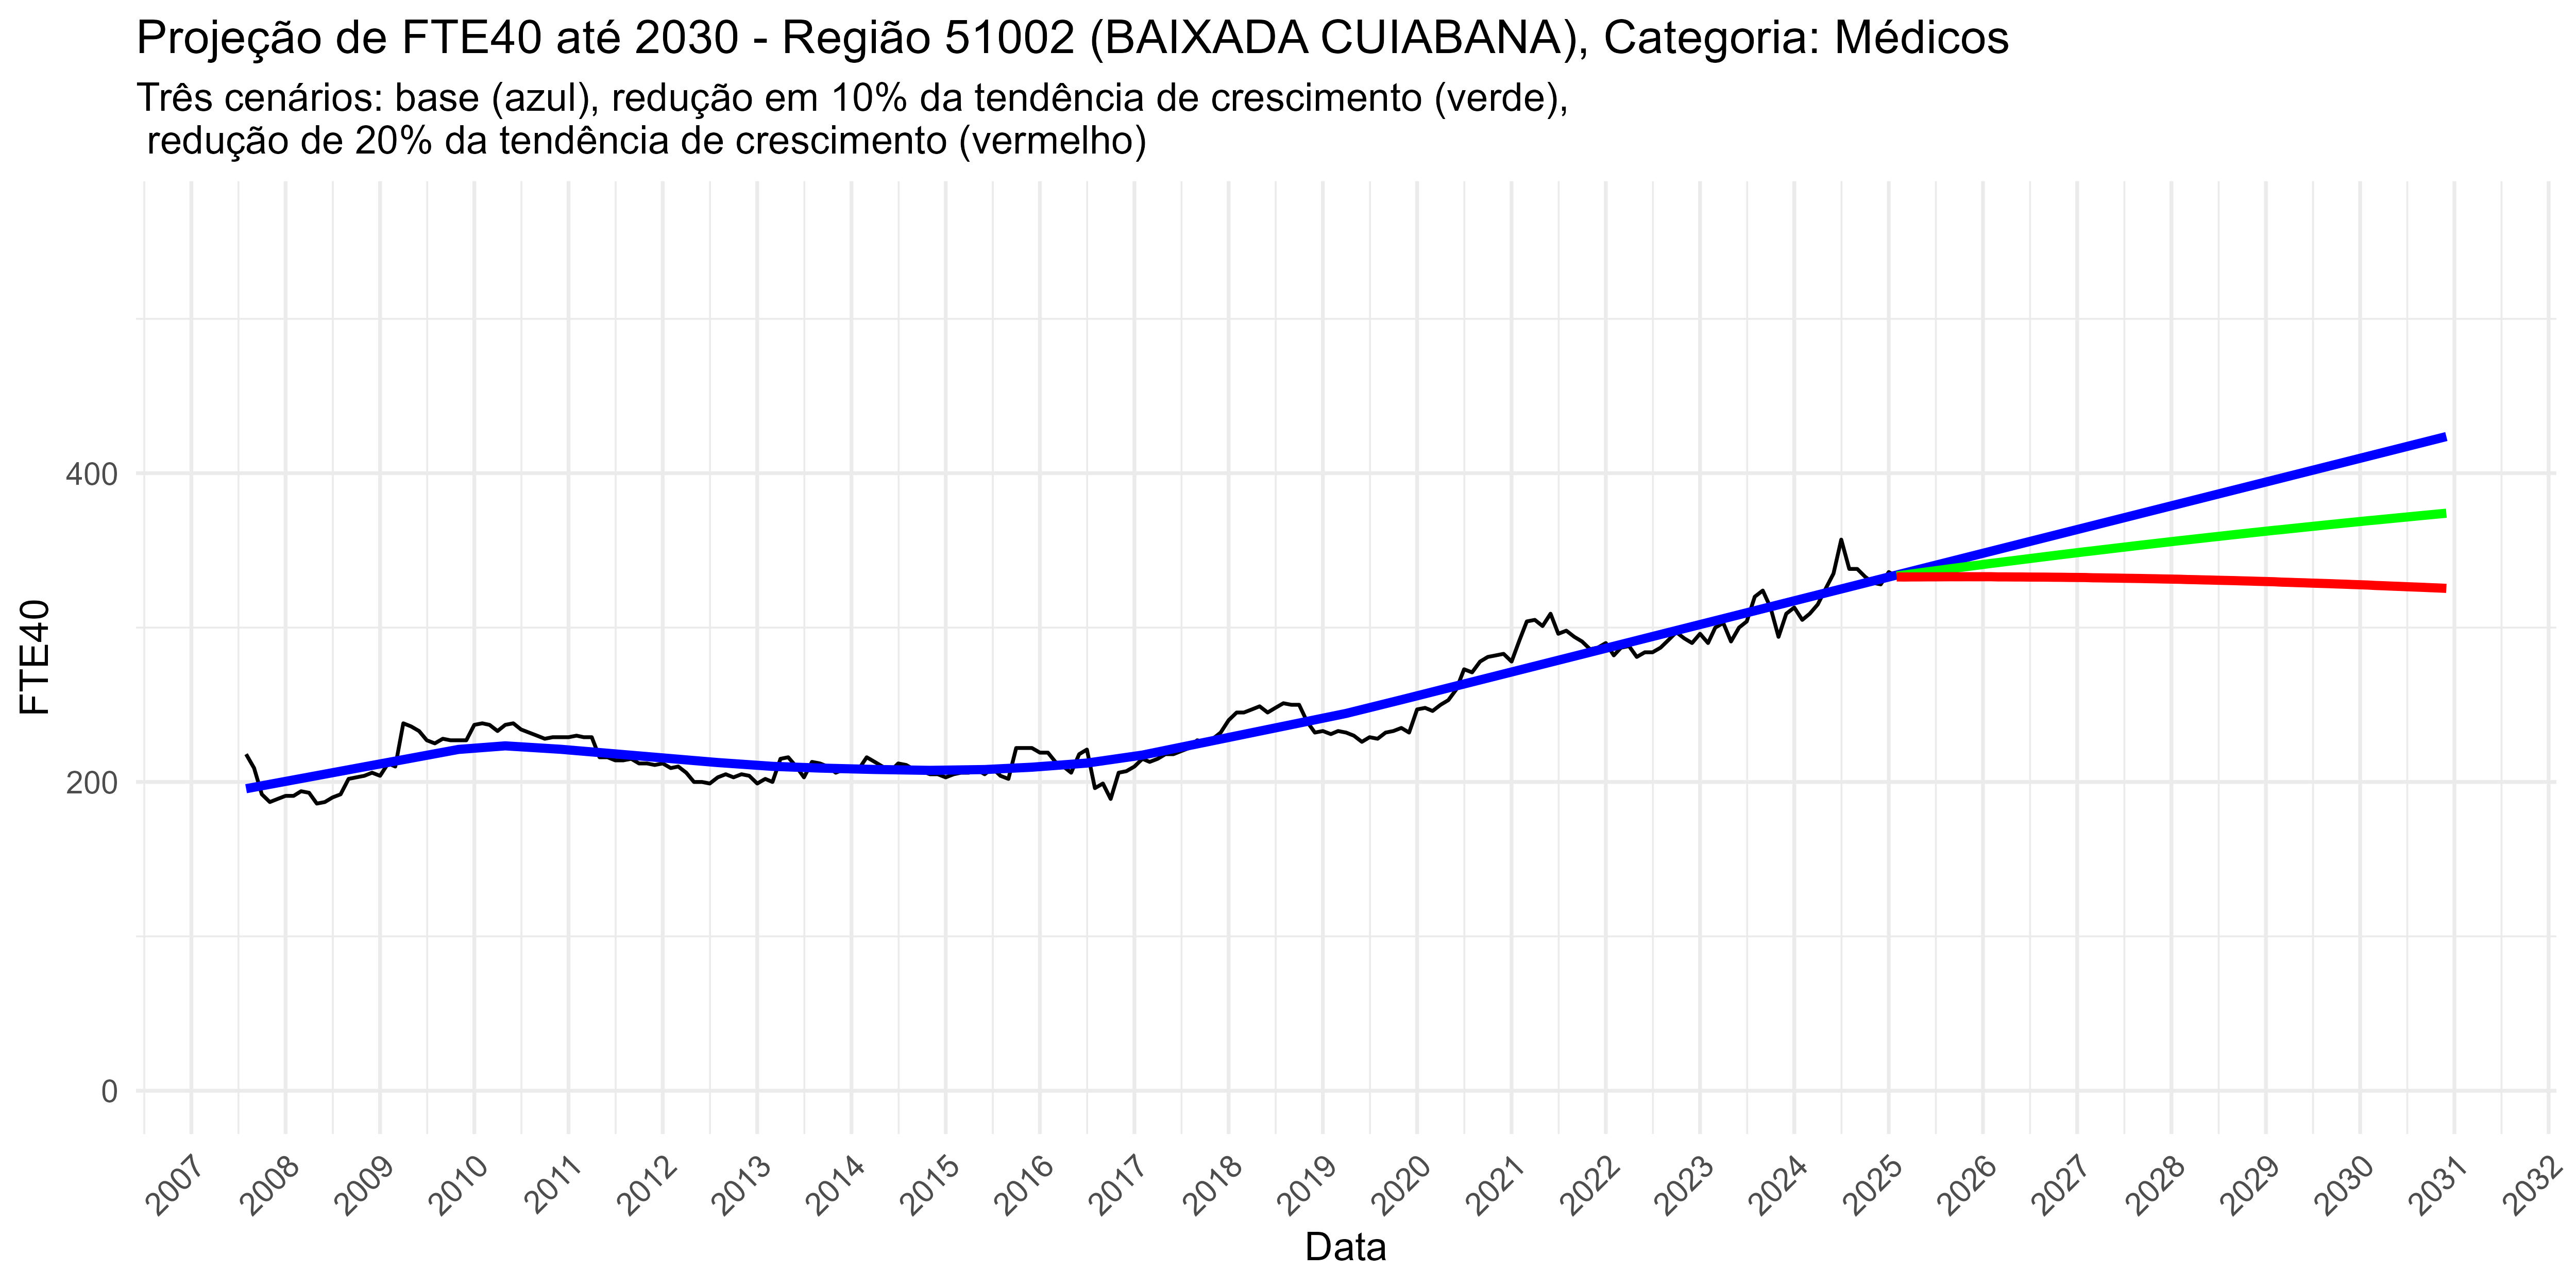 Projeção de FTE40 até 2030 - Região 51002 (BAIXADA CUIABANA), Categoria: Médicos
Três cenários: base (azul), redução em 10% da tendência de crescimento (verde),
redução de 20% da tendência de crescimento (vermelho)
FTE40
400
200
0
2007 2008 2009 2010 2011 2012 2013 2014 2015 2016 2017 2018 2019 2020 2021 2022 2023 2024 2025 2026 2027 2028 2029 2030 2031 2032
Data